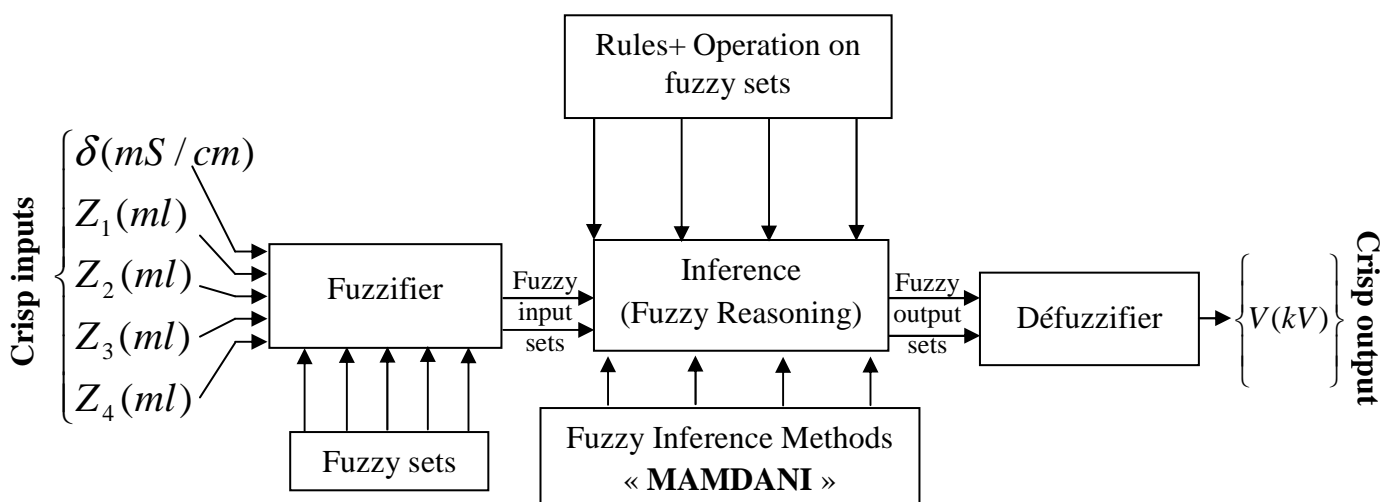 Crisp inputs
δ(mS / cm)
Z₁(ml)
Z₂(ml)
Z₃(ml)
Z₄(ml)
Fuzzifier
Fuzzy sets
Fuzzy
input
sets
Rules+ Operation on
fuzzy sets
Inference
(Fuzzy Reasoning)
Fuzzy Inference Methods
« MAMDANI »
Fuzzy
output
sets
Défuzzifier
V(kV)
Crisp output